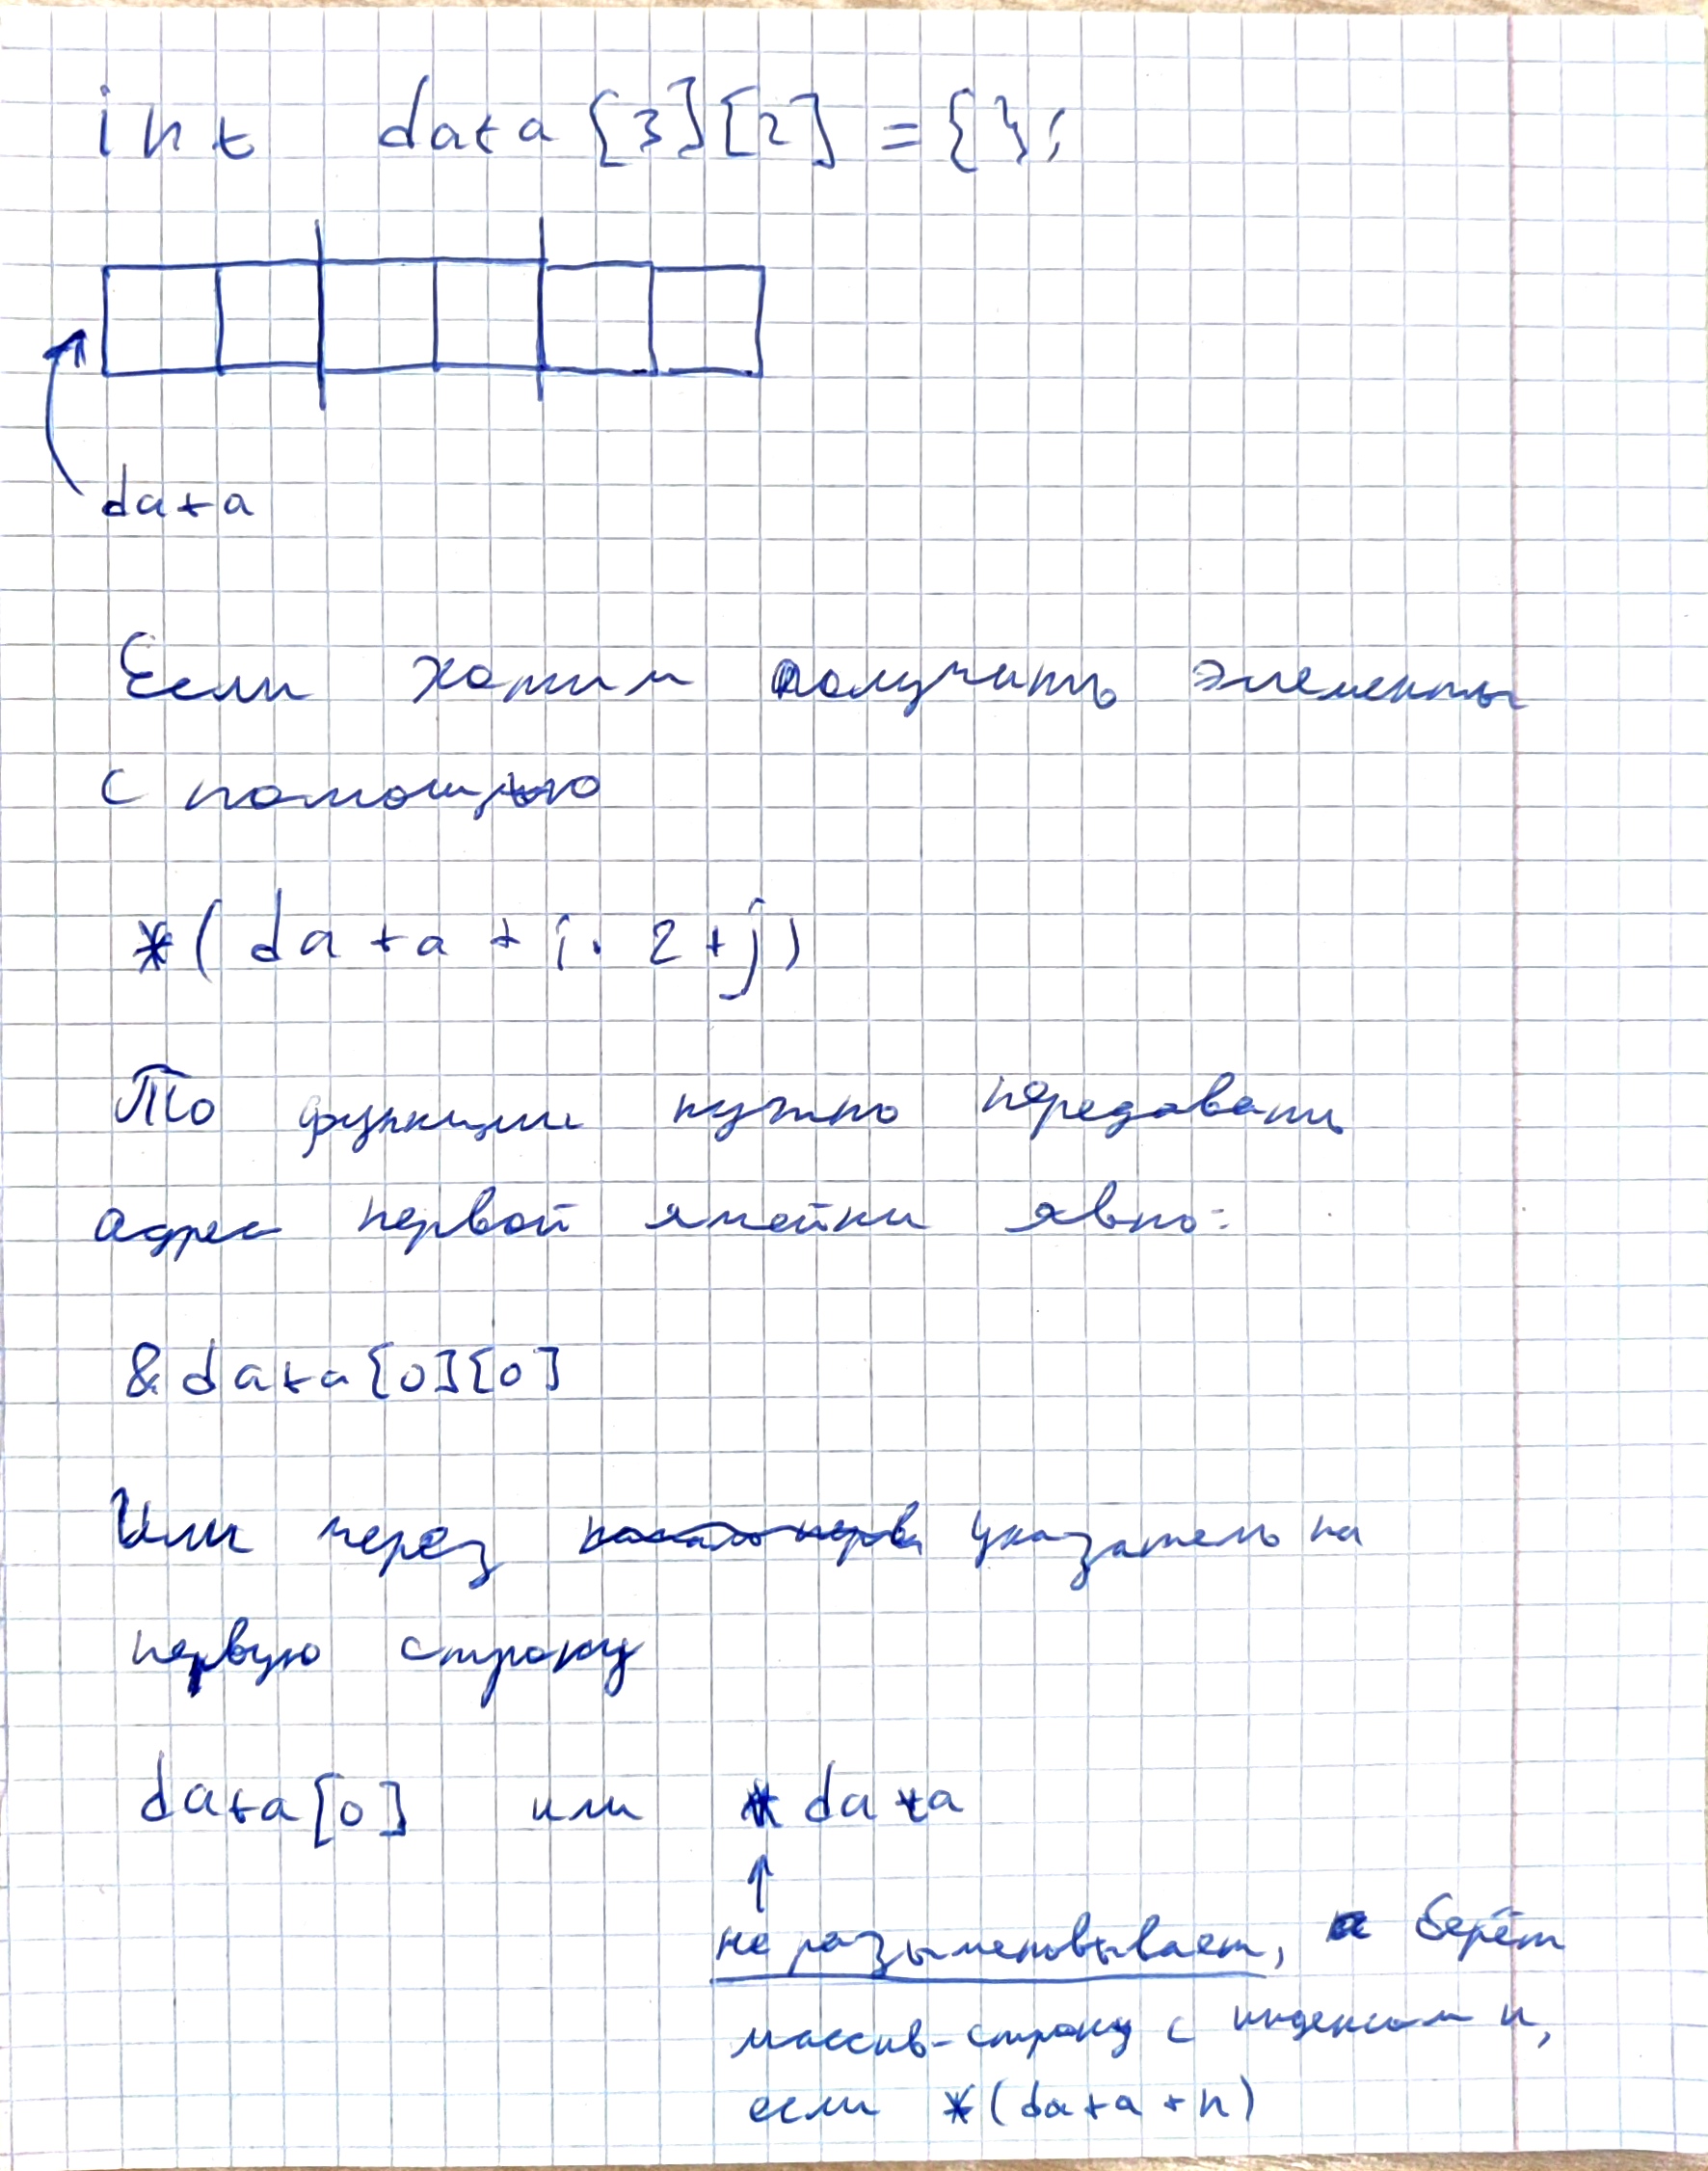 int data[3][2] = {};
data
Если хотим получить элементы
с помощью
*(data + i · 2 + j)
То функции нужно передавать
адрес первой ячейки явно:
&data[0][0]
Или через указатель на
первую строку
data[0] или *data
не разыменовывает, а берёт
массив-строку с индексом n,
если *(data + n)